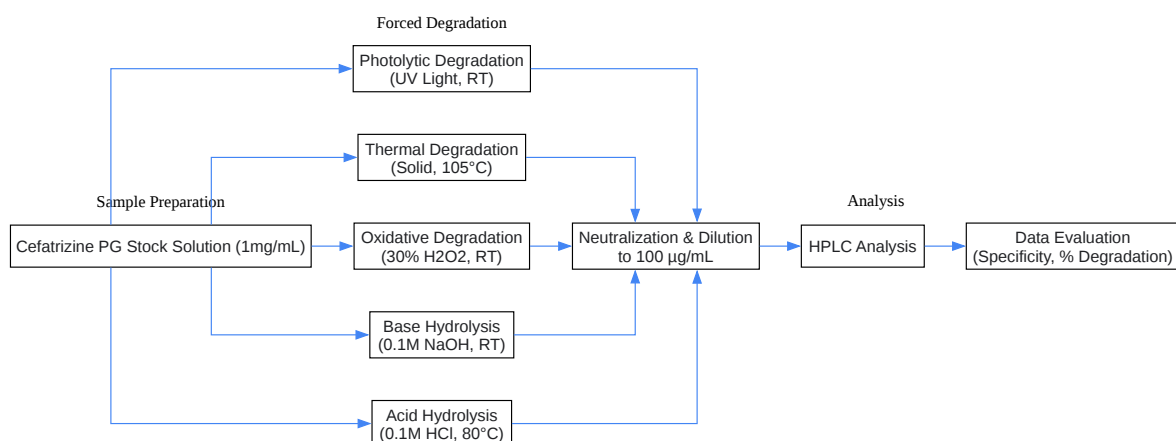 Forced Degradation
Photolytic Degradation
(UV Light, RT)
Thermal Degradation
(Solid, 105°C)
Sample Preparation
Analysis
Cefatrizine PG Stock Solution (1mg/mL)
Oxidative Degradation
(30% H2O2, RT)
Neutralization & Dilution
to 100 µg/mL
HPLC Analysis
Data Evaluation
(Specificity, % Degradation)
Base Hydrolysis
(0.1M NaOH, RT)
Acid Hydrolysis
(0.1M HCl, 80°C)